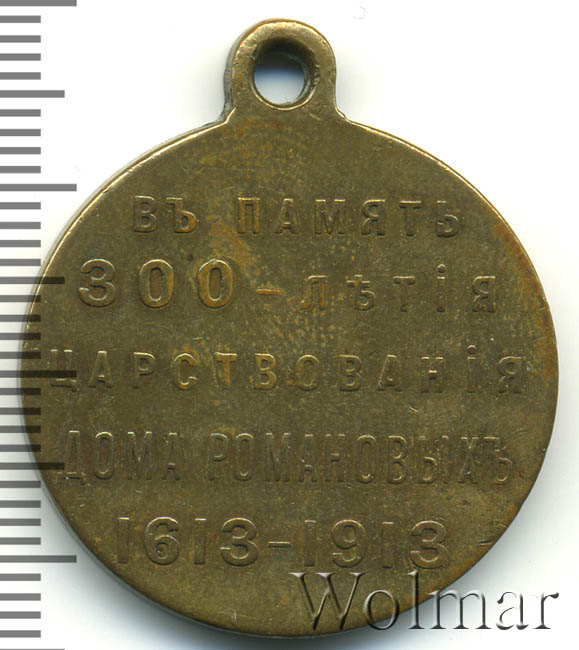 ВЪ ПАМЯТЬ
300-ЛѢТІЯ
ЦАРСТВОВАНІЯ
ДОМА РОМАНОВЫХЪ
1613-1913
Wolmar